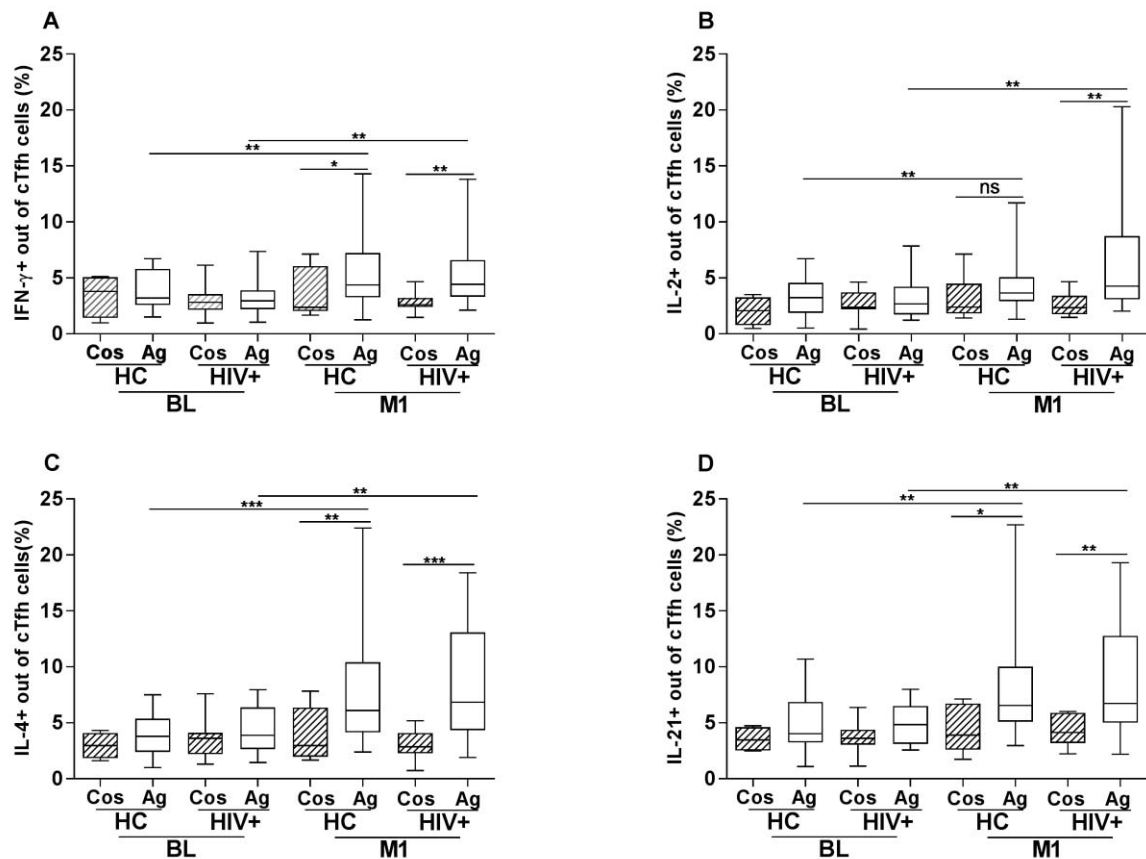 A
IFN-γ+ out of cTfh cells (%)
25
20
15
10
5
0
**
**
*
**
Cos Ag Cos Ag Cos Ag Cos Ag
HC HIV+ HC HIV+
BL M1
B
IL-2+ out of cTfh cells (%)
25
20
15
10
5
0
**
**
**
ns
Cos Ag Cos Ag Cos Ag Cos Ag
HC HIV+ HC HIV+
BL M1
C
IL-4+ out of cTfh cells(%)
25
20
15
10
5
0
**
***
**
***
Cos Ag Cos Ag Cos Ag Cos Ag
HC HIV+ HC HIV+
BL M1
D
IL-21+ out of cTfh cells (%)
25
20
15
10
5
0
**
**
*
**
Cos Ag Cos Ag Cos Ag Cos Ag
HC HIV+ HC HIV+
BL M1